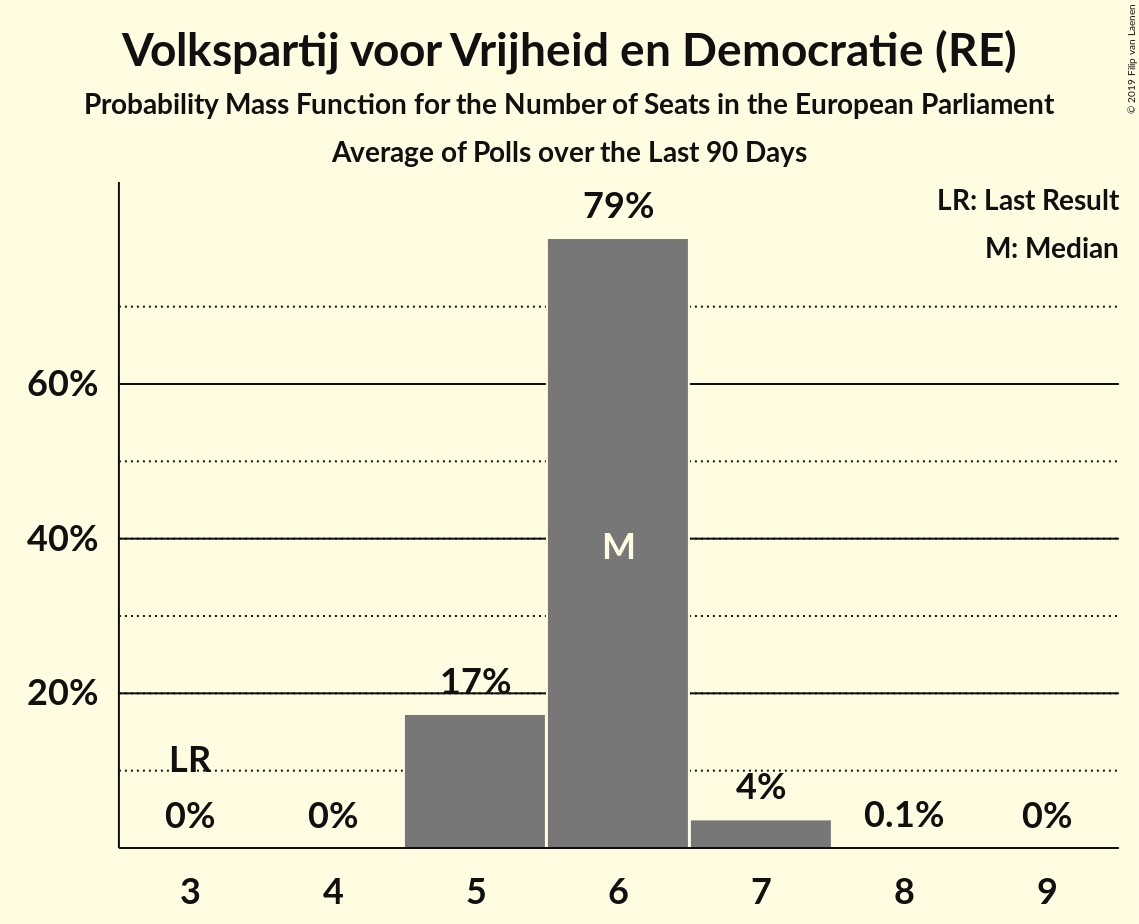 Volkspartij voor Vrijheid en Democratie (RE)
Probability Mass Function for the Number of Seats in the European Parliament
Average of Polls over the Last 90 Days
© 2019 Filip van Laenen
LR: Last Result
M: Median
79%
60%
40%
M
20%
17%
LR
0%
0%
4%
0.1%
0%
3
4
5
6
7
8
9